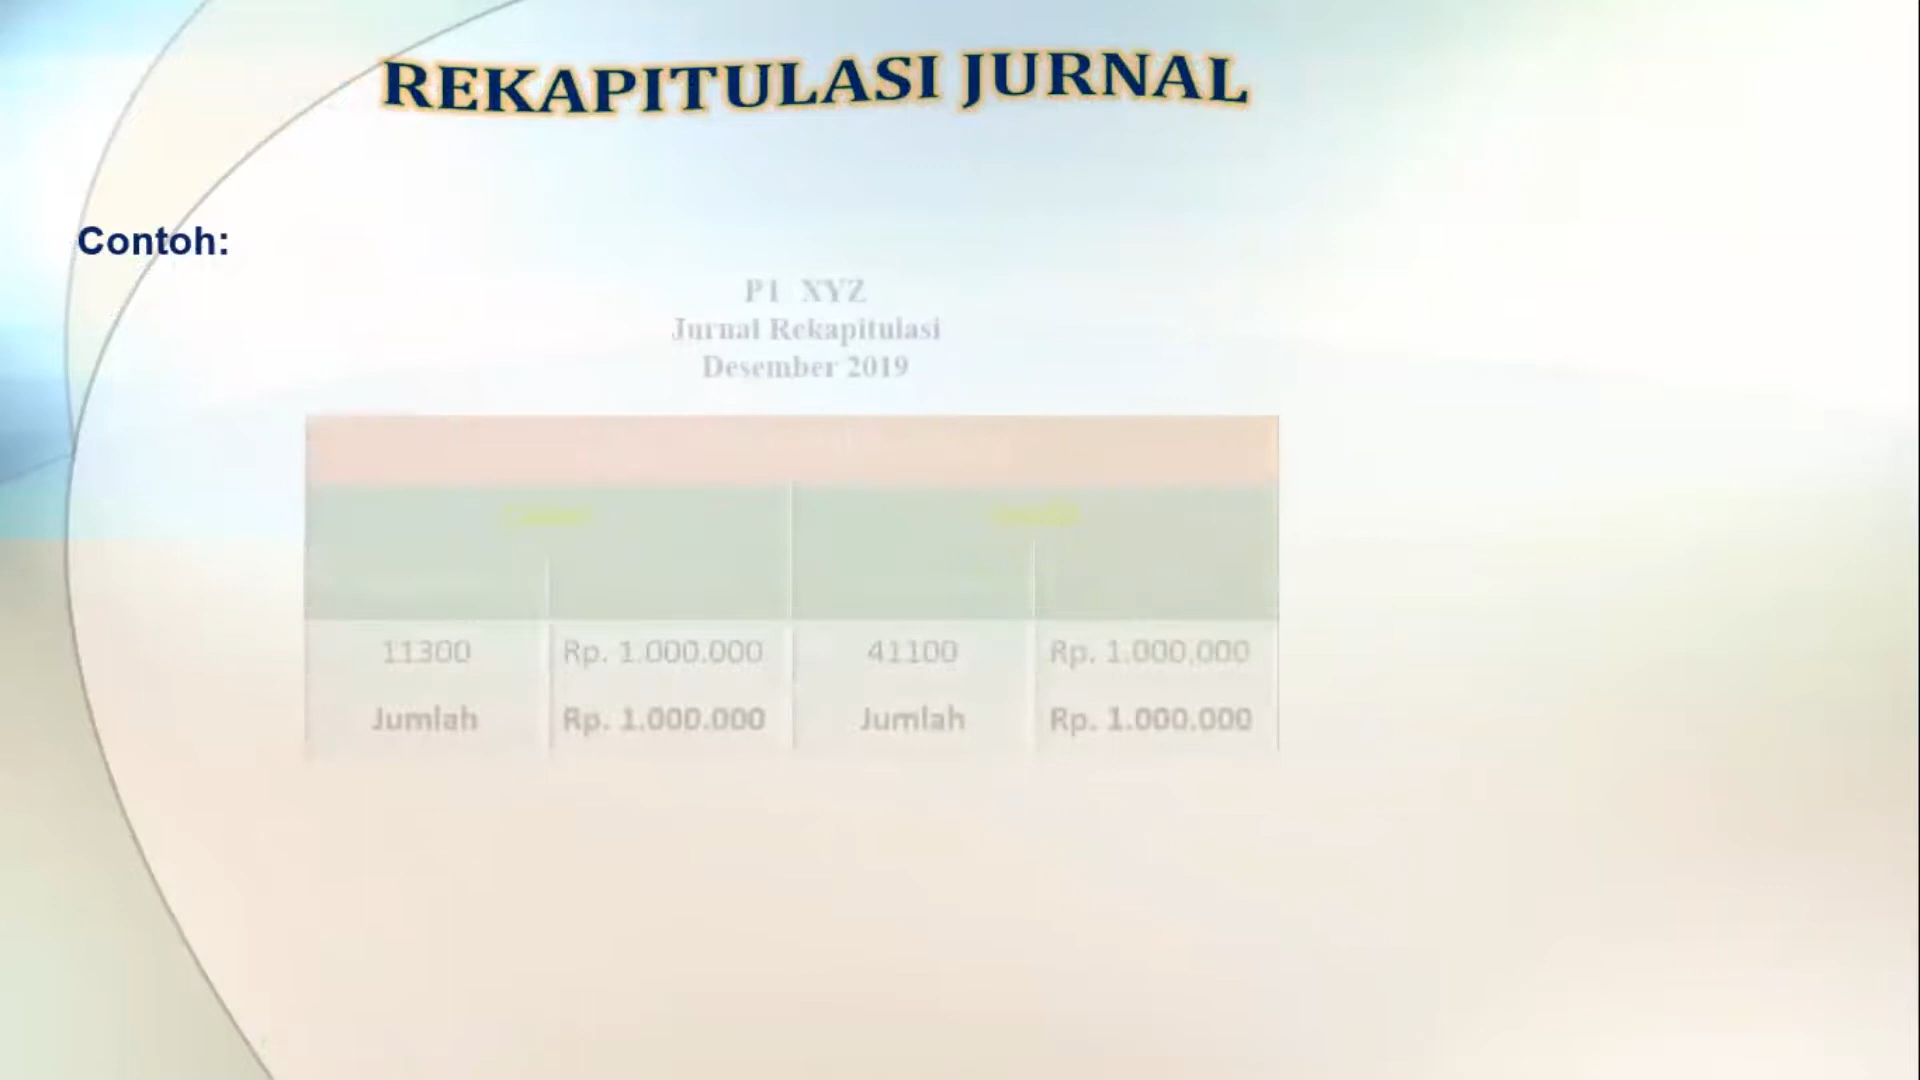 REKAPITULASI JURNAL
Contoh:
PT XYZ
Jurnal Rekapitulasi
Desember 2019
11300 Rp. 1.000.000 41100 Rp. 1.000.000
Jumlah Rp. 1.000.000 Jumlah Rp. 1.000.000